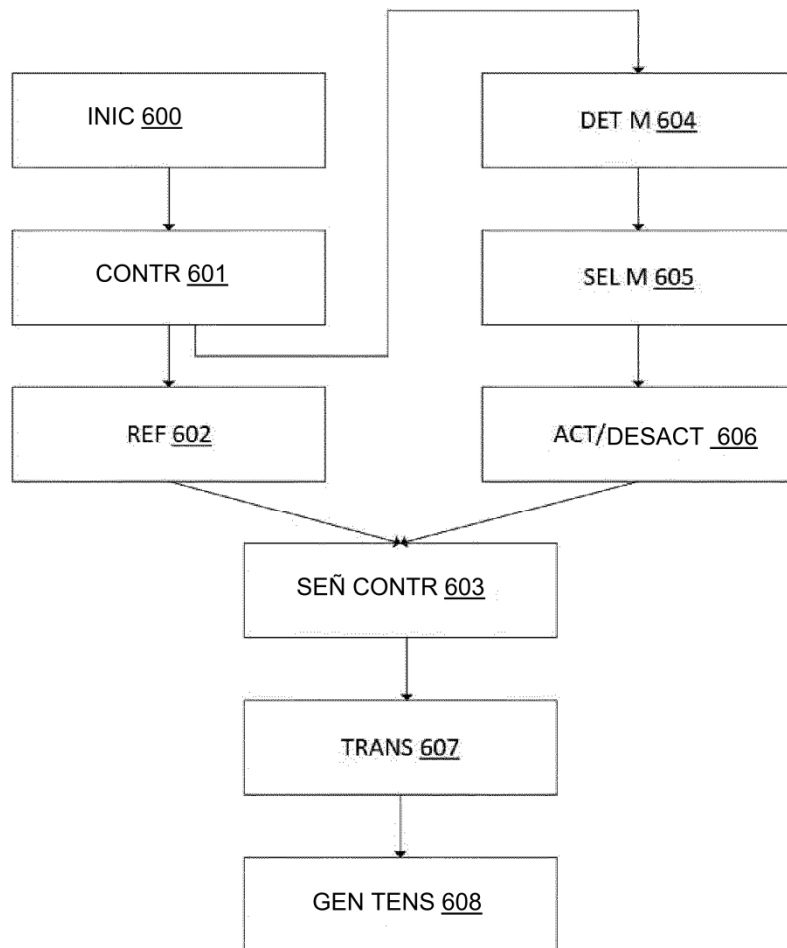 INIC 600
DET M 604
CONTR 601
SEL M 605
REF 602
ACT/DESACT 606
SEÑ CONTR 603
TRANS 607
GEN TENS 608